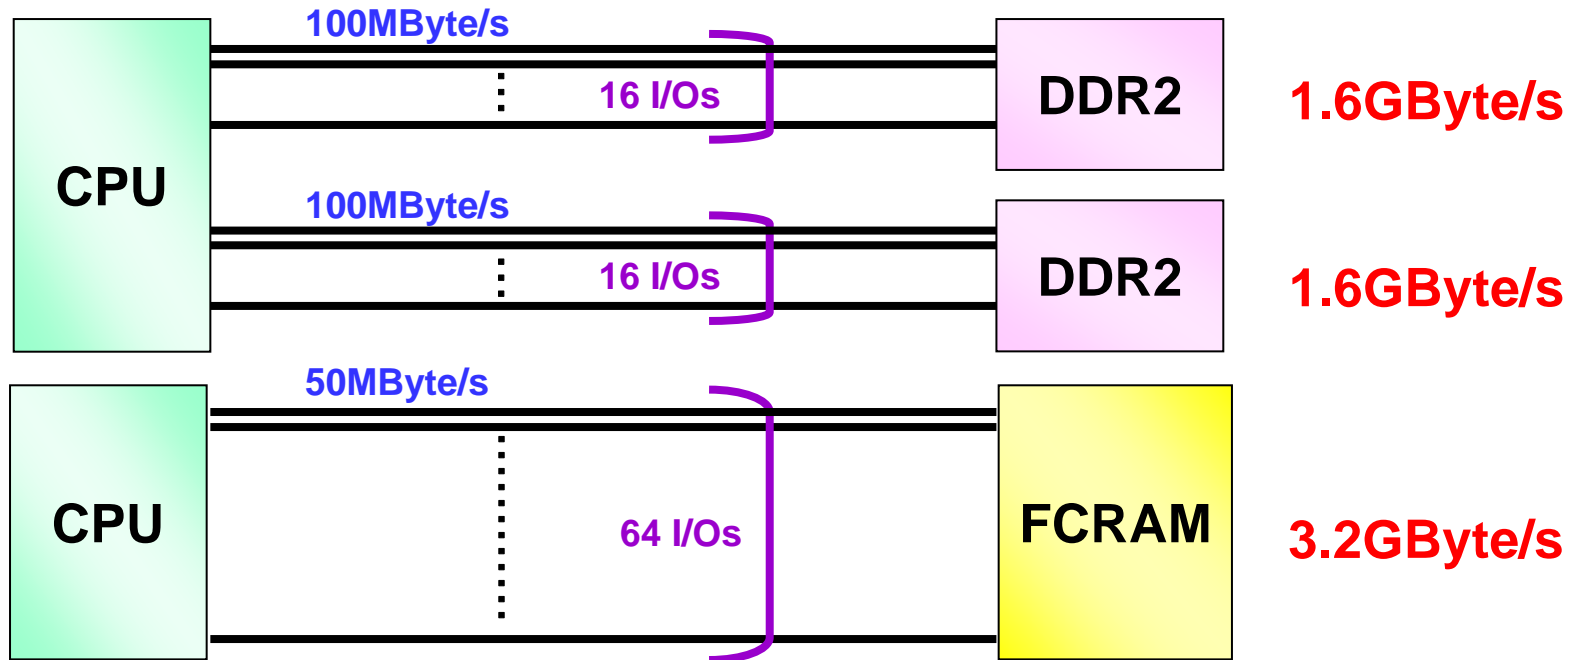 100MByte/s
16 I/Os
DDR2
1.6GByte/s
CPU
100MByte/s
16 I/Os
DDR2
1.6GByte/s
50MByte/s
CPU
64 I/Os
FCRAM
3.2GByte/s